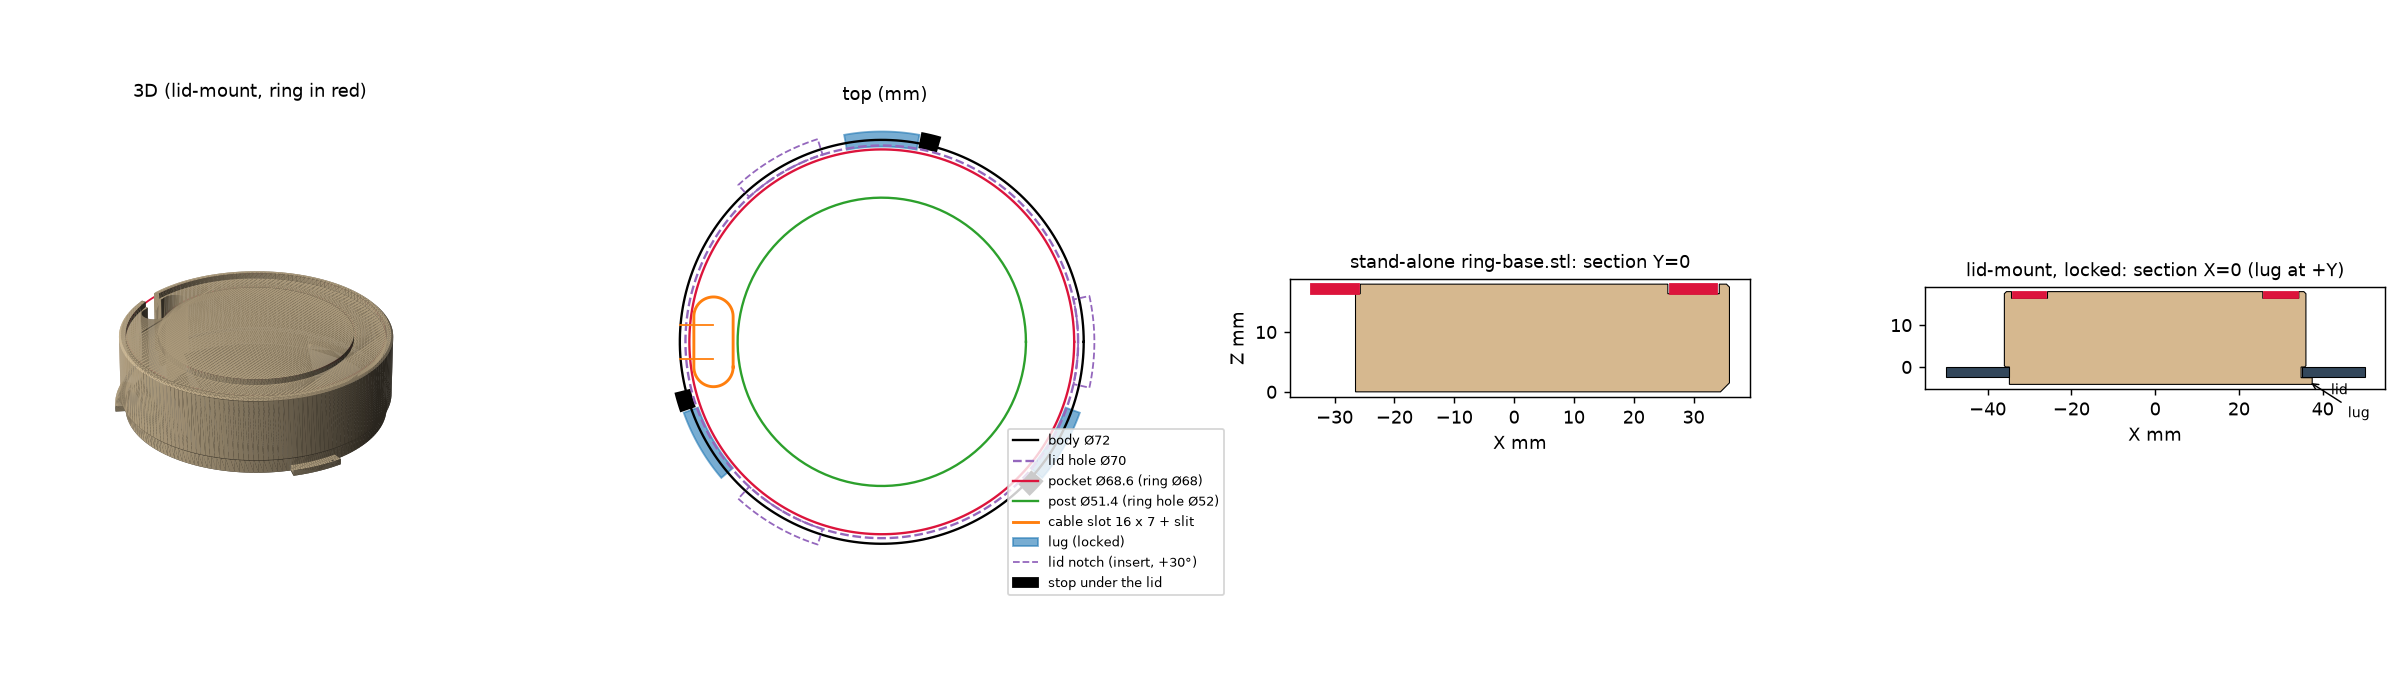 3D (lid-mount, ring in red)
top (mm)
body Ø72
lid hole Ø70
pocket Ø68.6 (ring Ø68)
post Ø51.4 (ring hole Ø52)
cable slot 16 x 7 + slit
lug (locked)
lid notch (insert, +30°)
stop under the lid
stand-alone ring-base.stl: section Y=0
Z mm
10
0
−30 −20 −10 0 10 20 30
X mm
lid-mount, locked: section X=0 (lug at +Y)
10
0
lid
lug
−40 −20 0 20 40
X mm